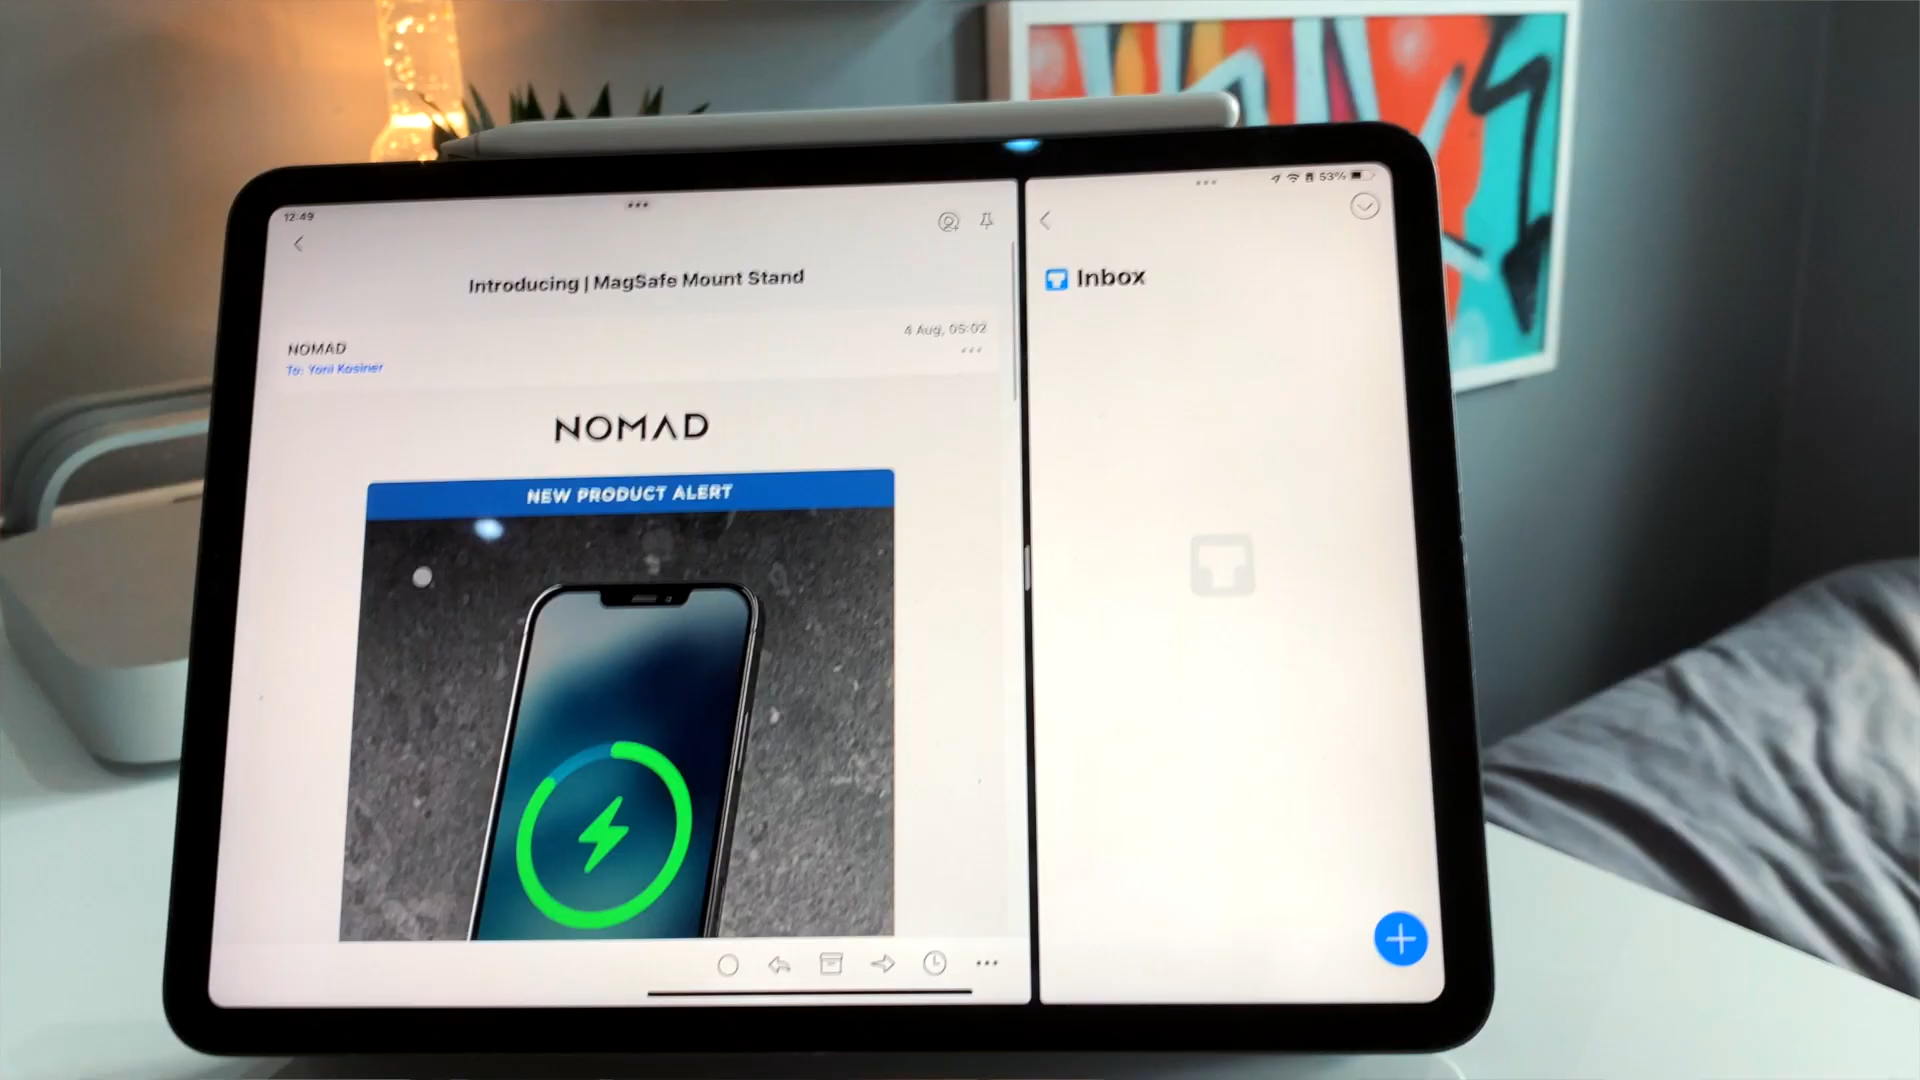 12:49
53%
Introducing | MagSafe Mount Stand
NOMAD
4 Aug, 05:02
To: Yoni Kosiner
NOMAD
NEW PRODUCT ALERT
Inbox